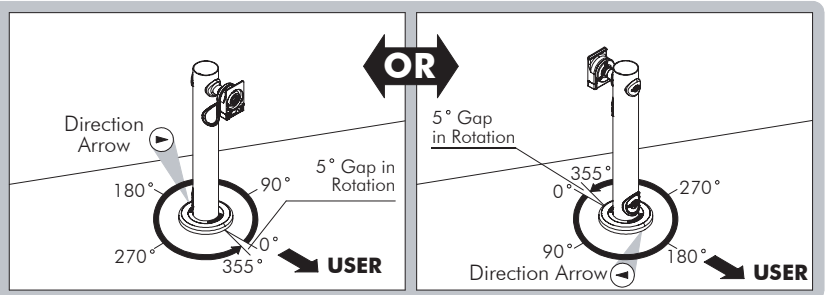 OR
Direction
Arrow
5° Gap in
Rotation
180°
90°
270°
0°
355°
USER
5° Gap
in Rotation
355°
0°
270°
90°
180°
Direction Arrow
USER